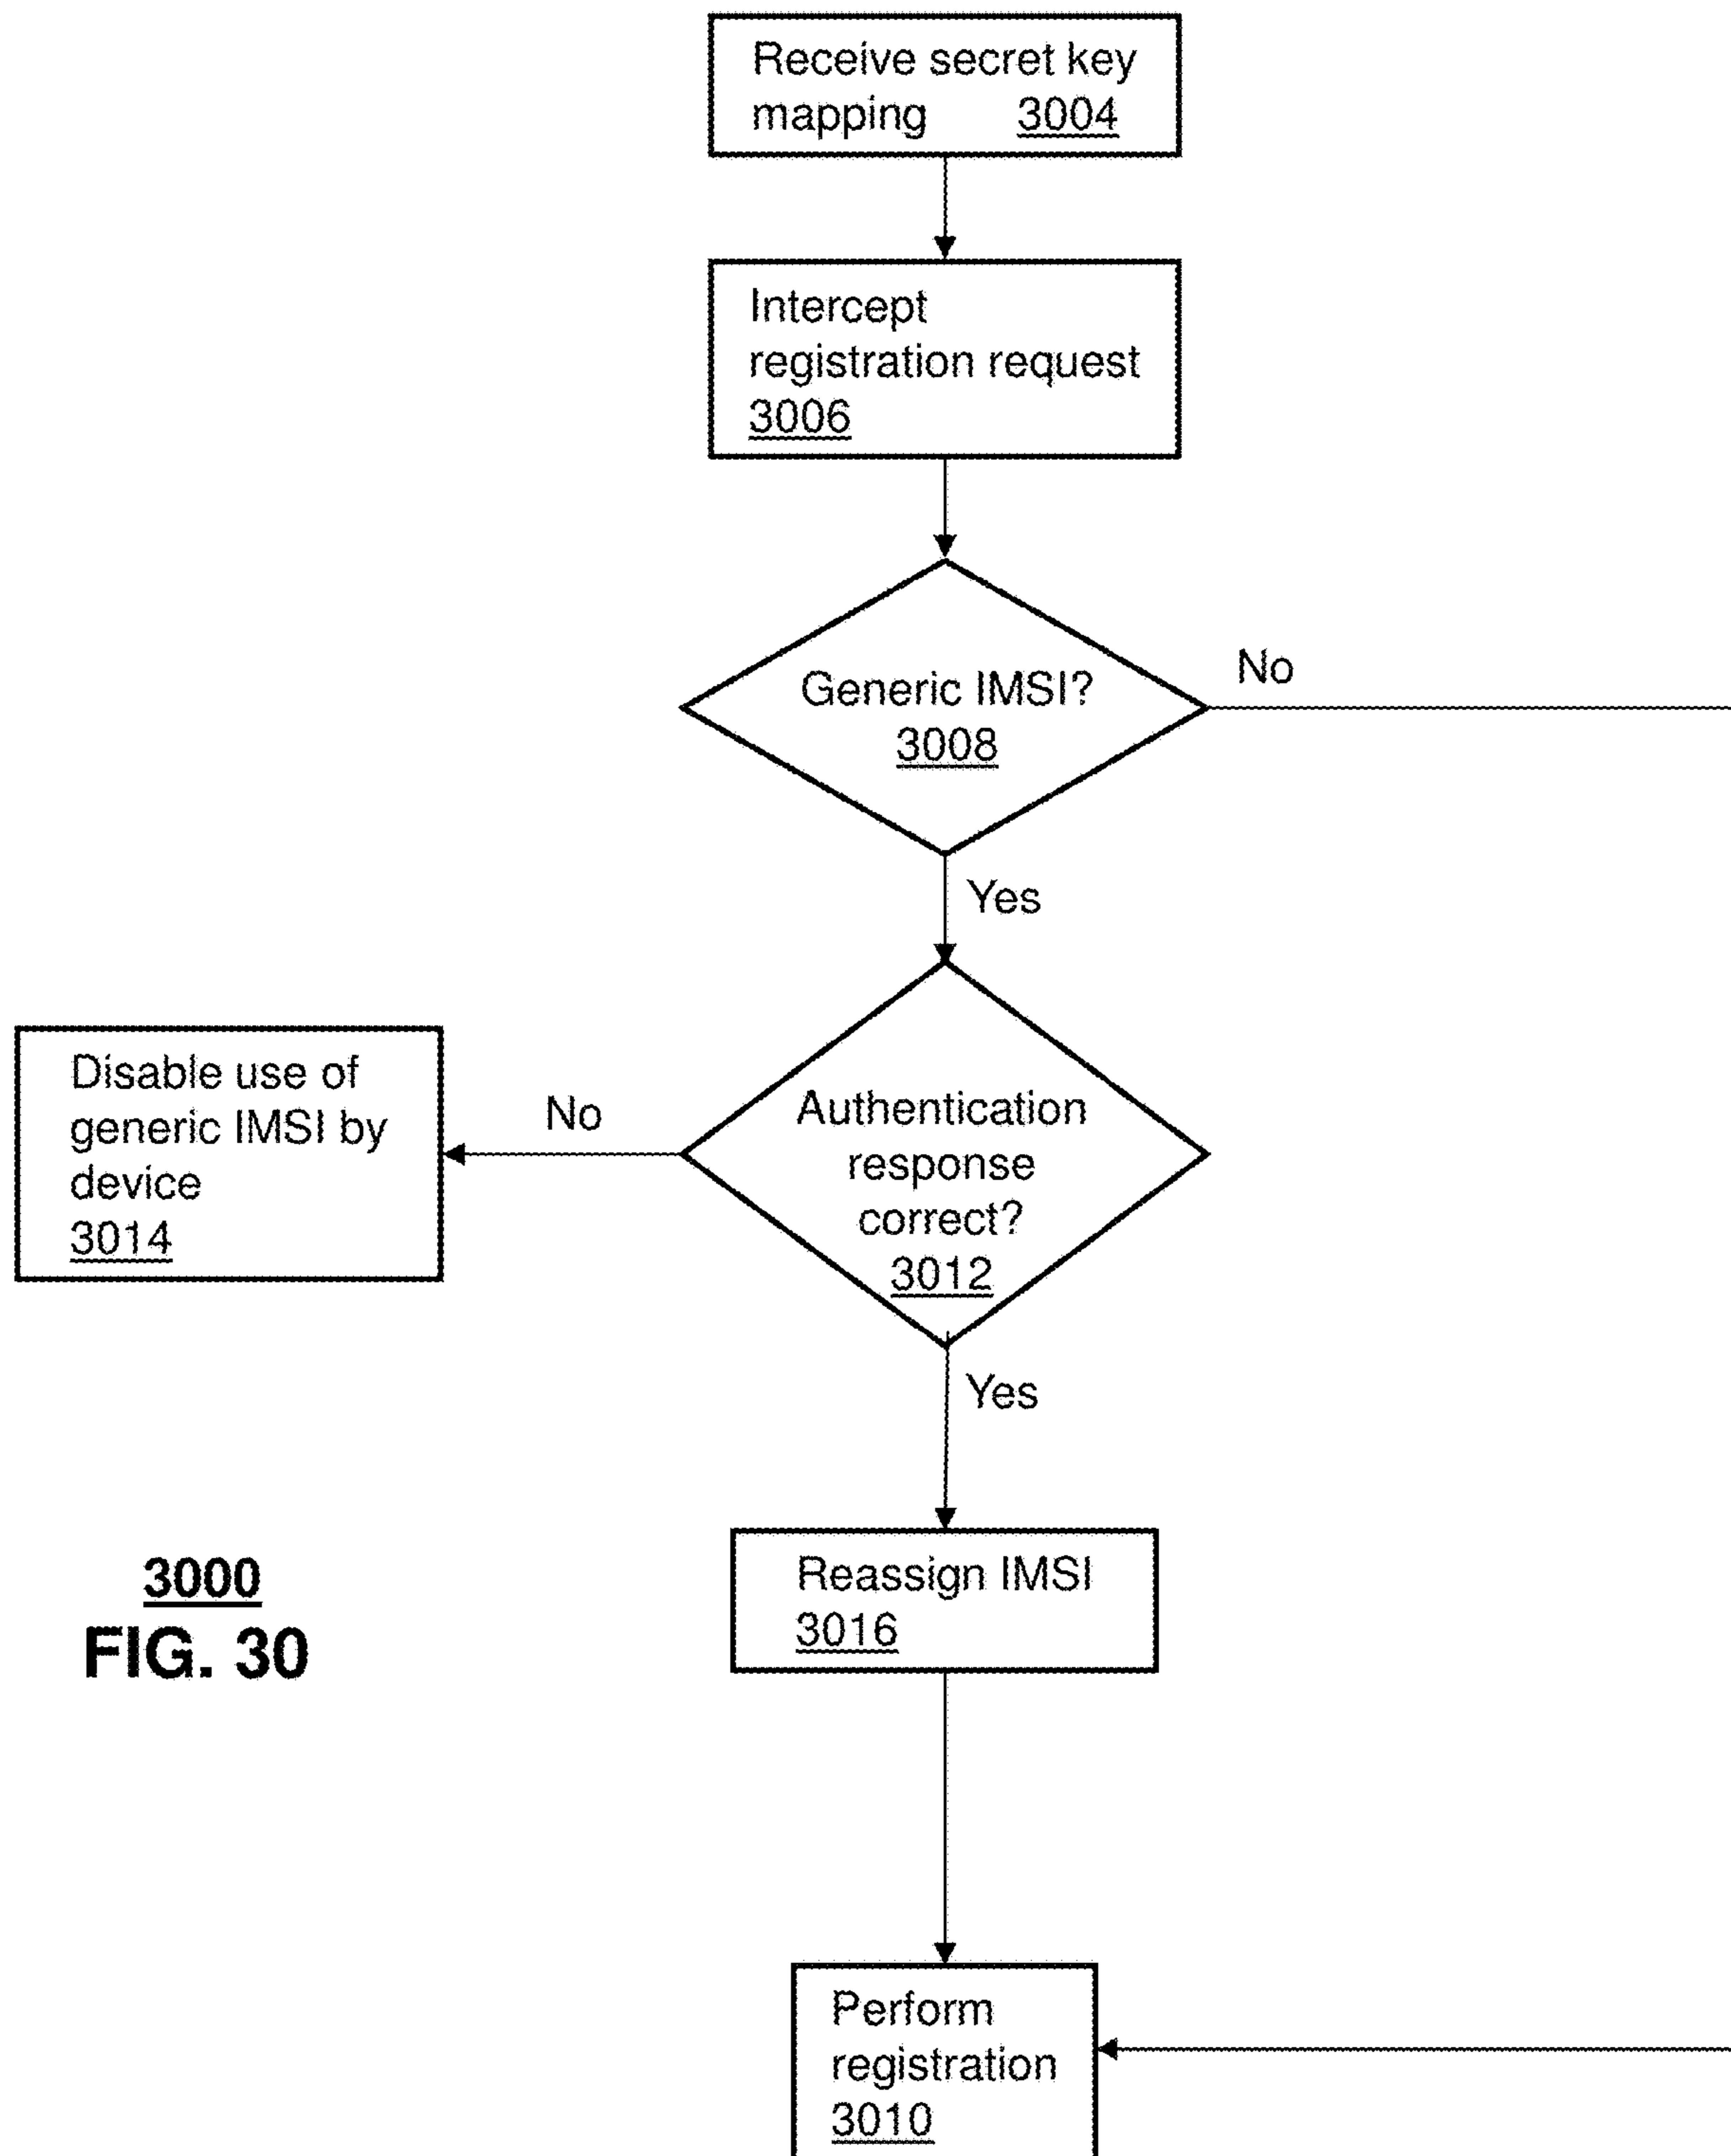 Receive secret key
mapping 3004
Intercept
registration request
3006
Generic IMSI?
3008
No
Yes
Authentication
response
correct?
3012
No
Disable use of
generic IMSI by
device
3014
Yes
Reassign IMSI
3016
3000
FIG. 30
Perform
registration
3010